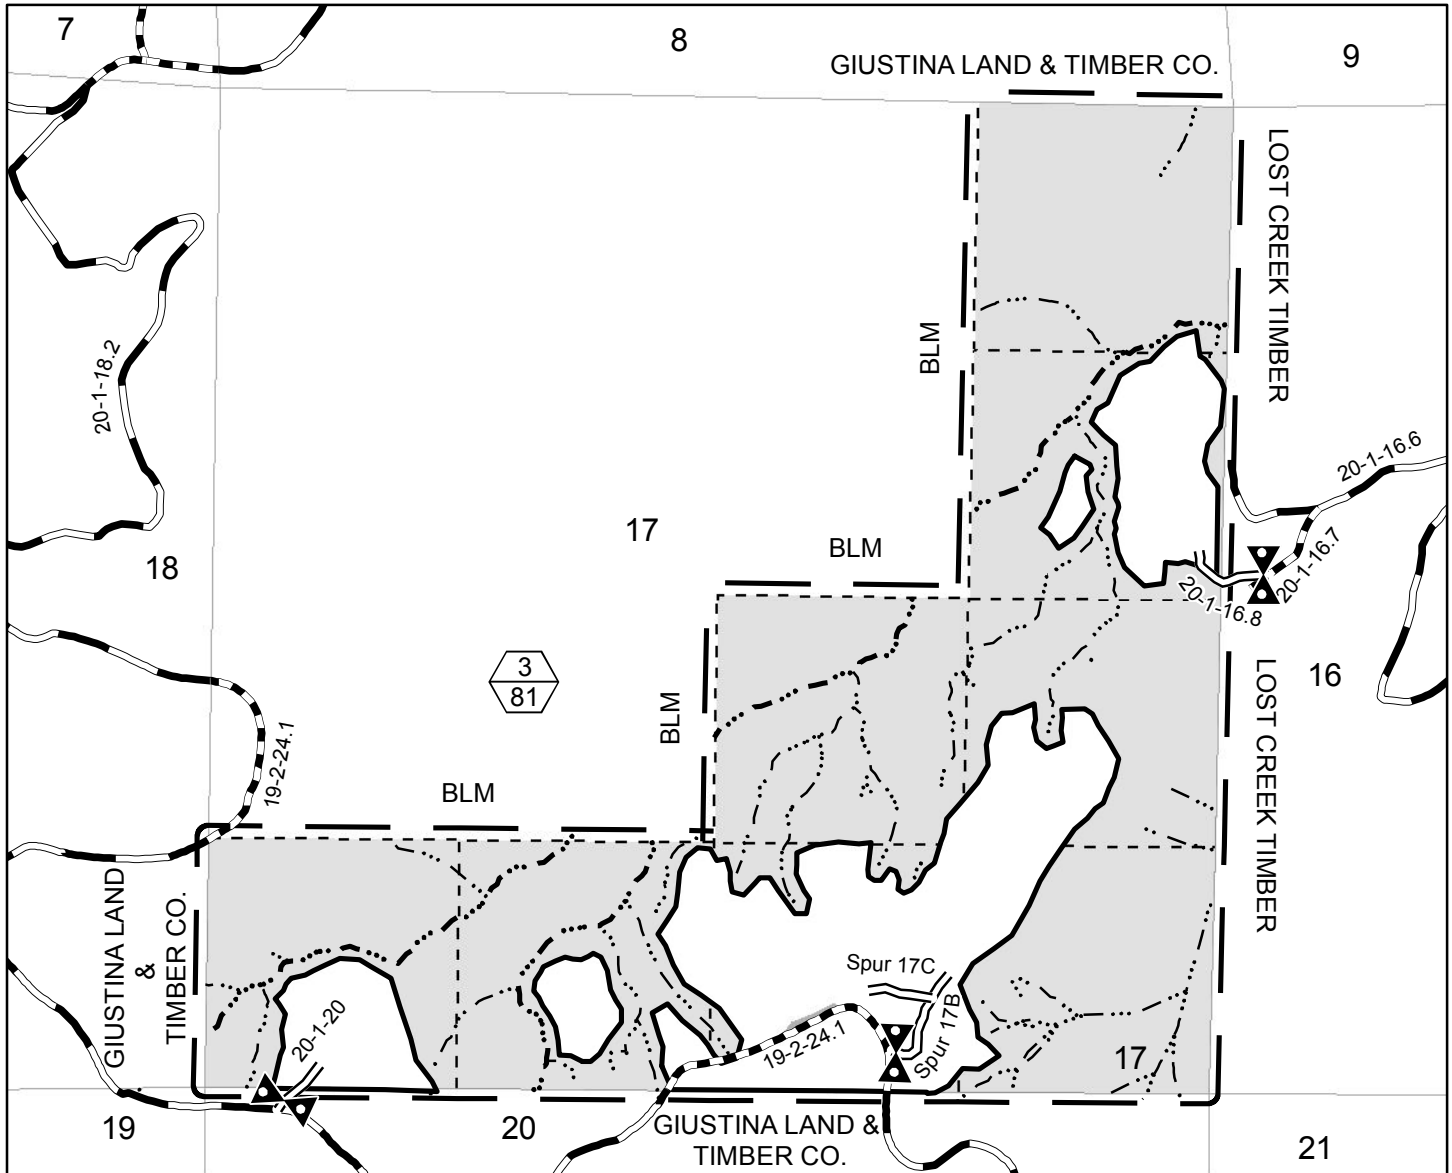 7
8
9
GIUSTINA LAND & TIMBER CO.
LOST CREEK TIMBER
BLM
20-1-18.2
20-1-16.6
17
BLM
18
20-1-16.7
20-1-16.8
3
81
BLM
16
LOST CREEK TIMBER
19-2-24.1
BLM
GIUSTINA LAND
&
TIMBER CO.
Spur 17C
Spur 17B
20-1-20
19-2-24.1
17
19
20
GIUSTINA LAND &
TIMBER CO.
21